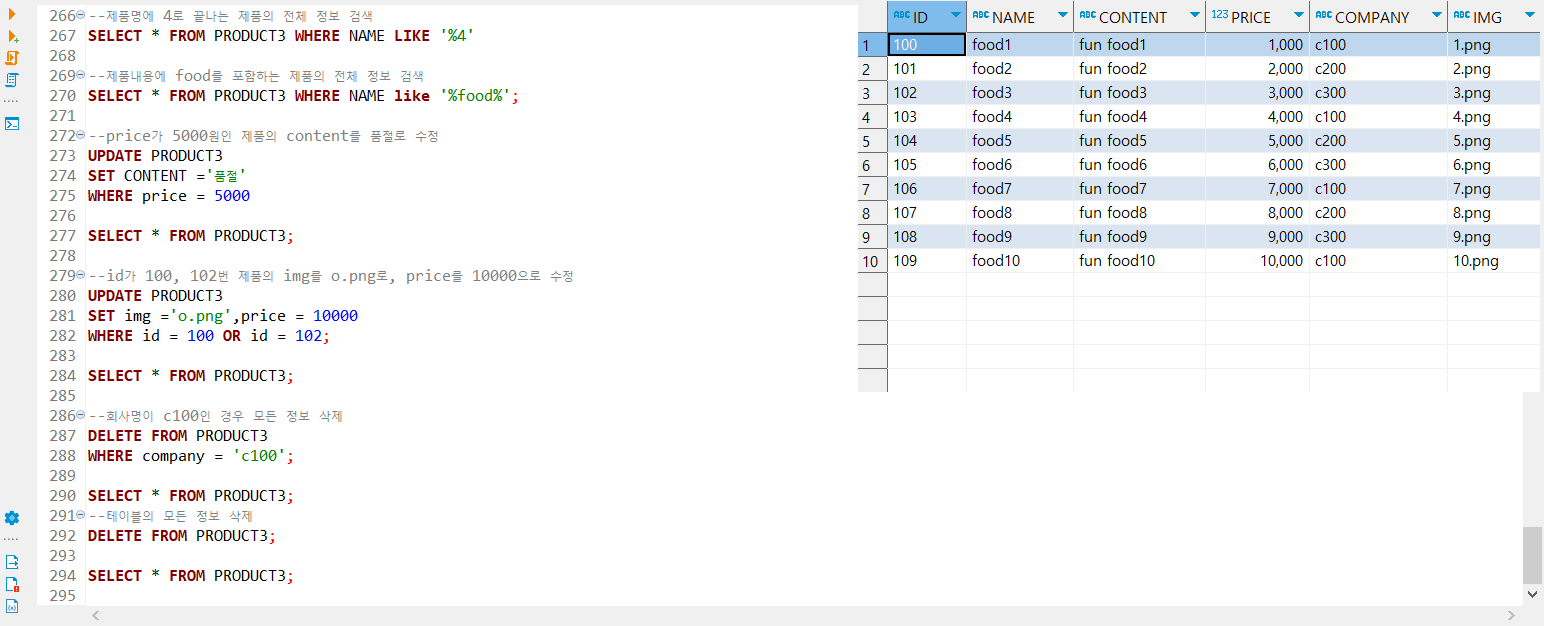 266 --제품명에 4로 끝나는 제품의 전체 정보 검색
267 SELECT * FROM PRODUCT3 WHERE NAME LIKE '%4'
268
269 --제품내용에 food를 포함하는 제품의 전체 정보 검색
270 SELECT * FROM PRODUCT3 WHERE NAME like '%food%';
271
272 --price가 5000원인 제품의 content를 품절로 수정
273 UPDATE PRODUCT3
274 SET CONTENT ='품절'
275 WHERE price = 5000
276
277 SELECT * FROM PRODUCT3;
278
279 --id가 100, 102번 제품의 img를 o.png로, price를 10000으로 수정
280 UPDATE PRODUCT3
281 SET img ='o.png',price = 10000
282 WHERE id = 100 OR id = 102;
283
284 SELECT * FROM PRODUCT3;
285
286 --회사명이 c100인 경우 모든 정보 삭제
287 DELETE FROM PRODUCT3
288 WHERE company = 'c100';
289
290 SELECT * FROM PRODUCT3;
291 --테이블의 모든 정보 삭제
292 DELETE FROM PRODUCT3;
293
294 SELECT * FROM PRODUCT3;
295
ABC ID ABC NAME ABC CONTENT 123 PRICE ABC COMPANY ABC IMG
1 100 food1 fun food1 1,000 c100 1.png
2 101 food2 fun food2 2,000 c200 2.png
3 102 food3 fun food3 3,000 c300 3.png
4 103 food4 fun food4 4,000 c100 4.png
5 104 food5 fun food5 5,000 c200 5.png
6 105 food6 fun food6 6,000 c300 6.png
7 106 food7 fun food7 7,000 c100 7.png
8 107 food8 fun food8 8,000 c200 8.png
9 108 food9 fun food9 9,000 c300 9.png
10 109 food10 fun food10 10,000 c100 10.png